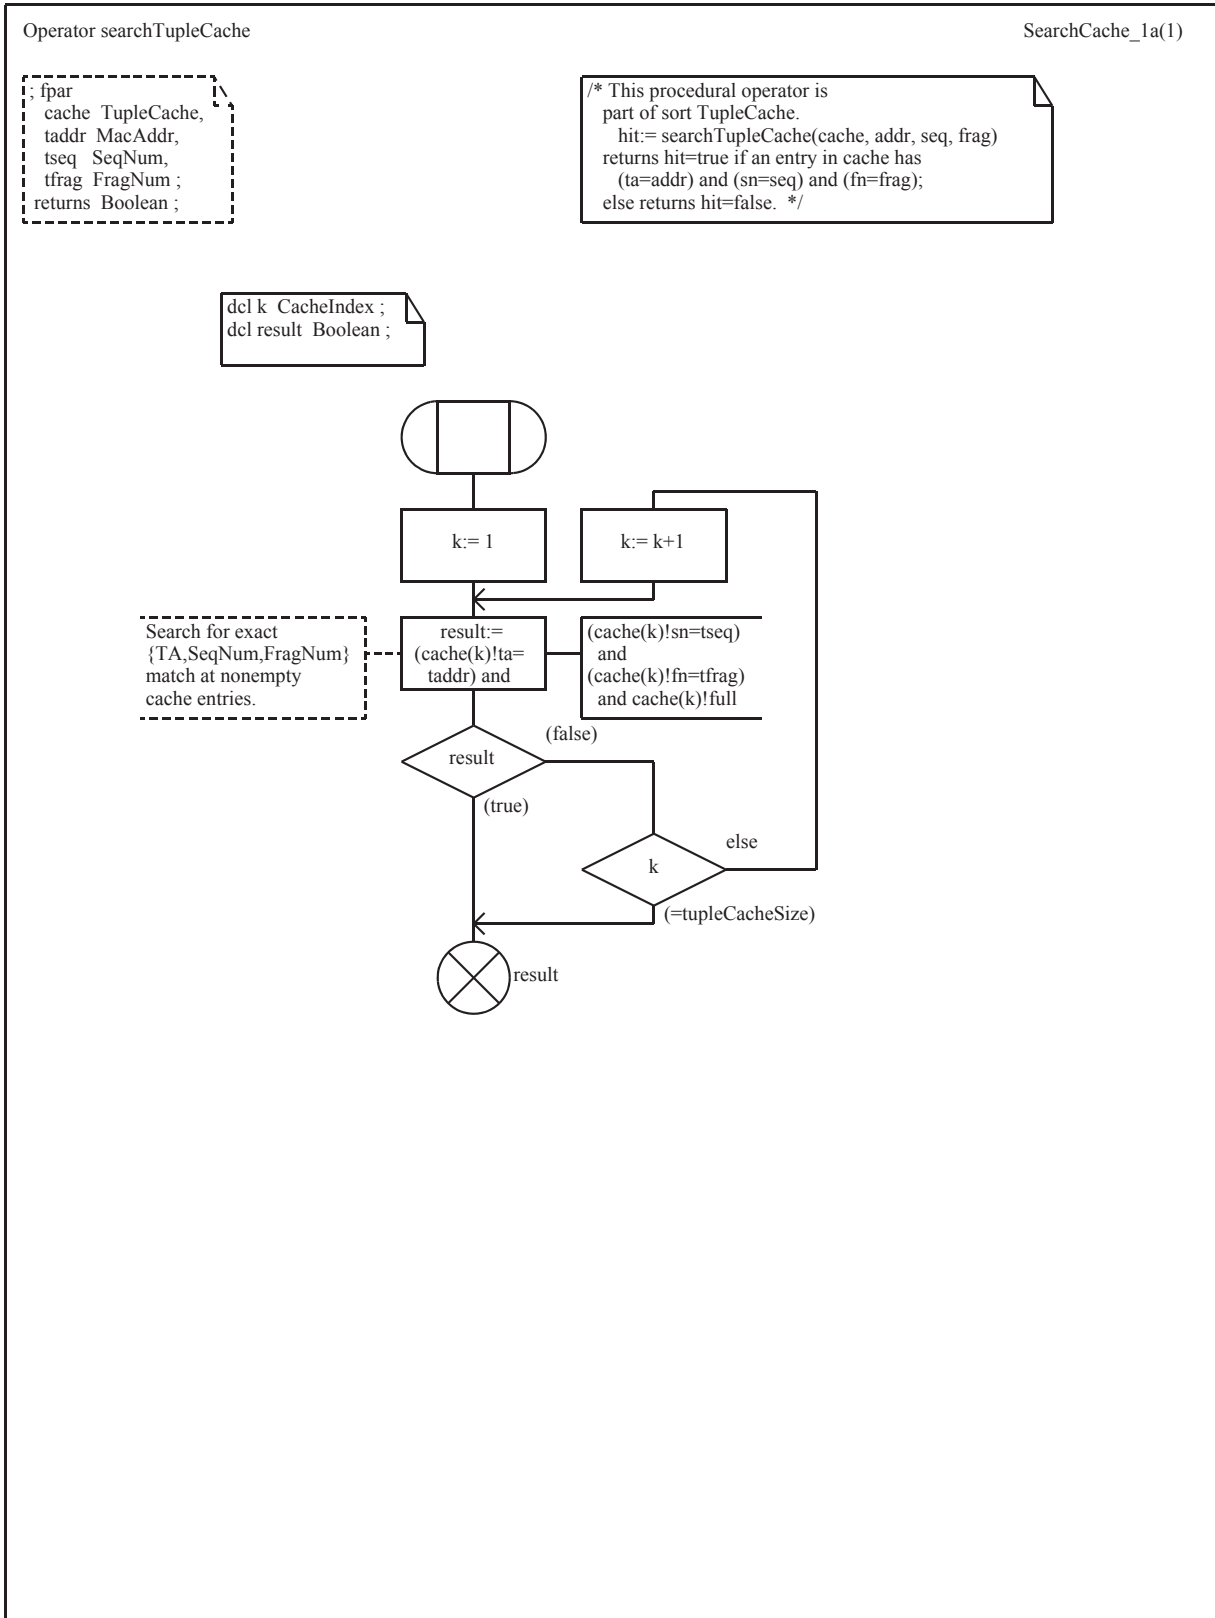 Operator searchTupleCache
SearchCache_1a(1)
; fpar
cache TupleCache,
taddr MacAddr,
tseq SeqNum,
tfrag FragNum ;
returns Boolean ;
/* This procedural operator is
part of sort TupleCache.
hit:= searchTupleCache(cache, addr, seq, frag)
returns hit=true if an entry in cache has
(ta=addr) and (sn=seq) and (fn=frag);
else returns hit=false. */
dcl k CacheIndex ;
dcl result Boolean ;
k:= 1
k:= k+1
Search for exact
{TA,SeqNum,FragNum}
match at nonempty
cache entries.
result:=
(cache(k)!ta=
taddr) and
(cache(k)!sn=tseq)
and
(cache(k)!fn=tfrag)
and cache(k)!full
(false)
result
(true)
else
k
(=tupleCacheSize)
result